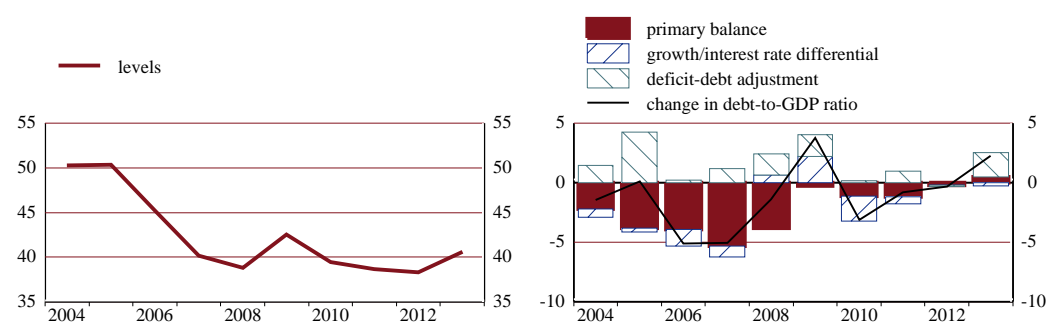 levels
55 55
50 50
45 45
40 40
35 35
2004 2006 2008 2010 2012
primary balance
growth/interest rate differential
deficit-debt adjustment
change in debt-to-GDP ratio
5 5
0 0
-5 -5
-10 -10
2004 2006 2008 2010 2012